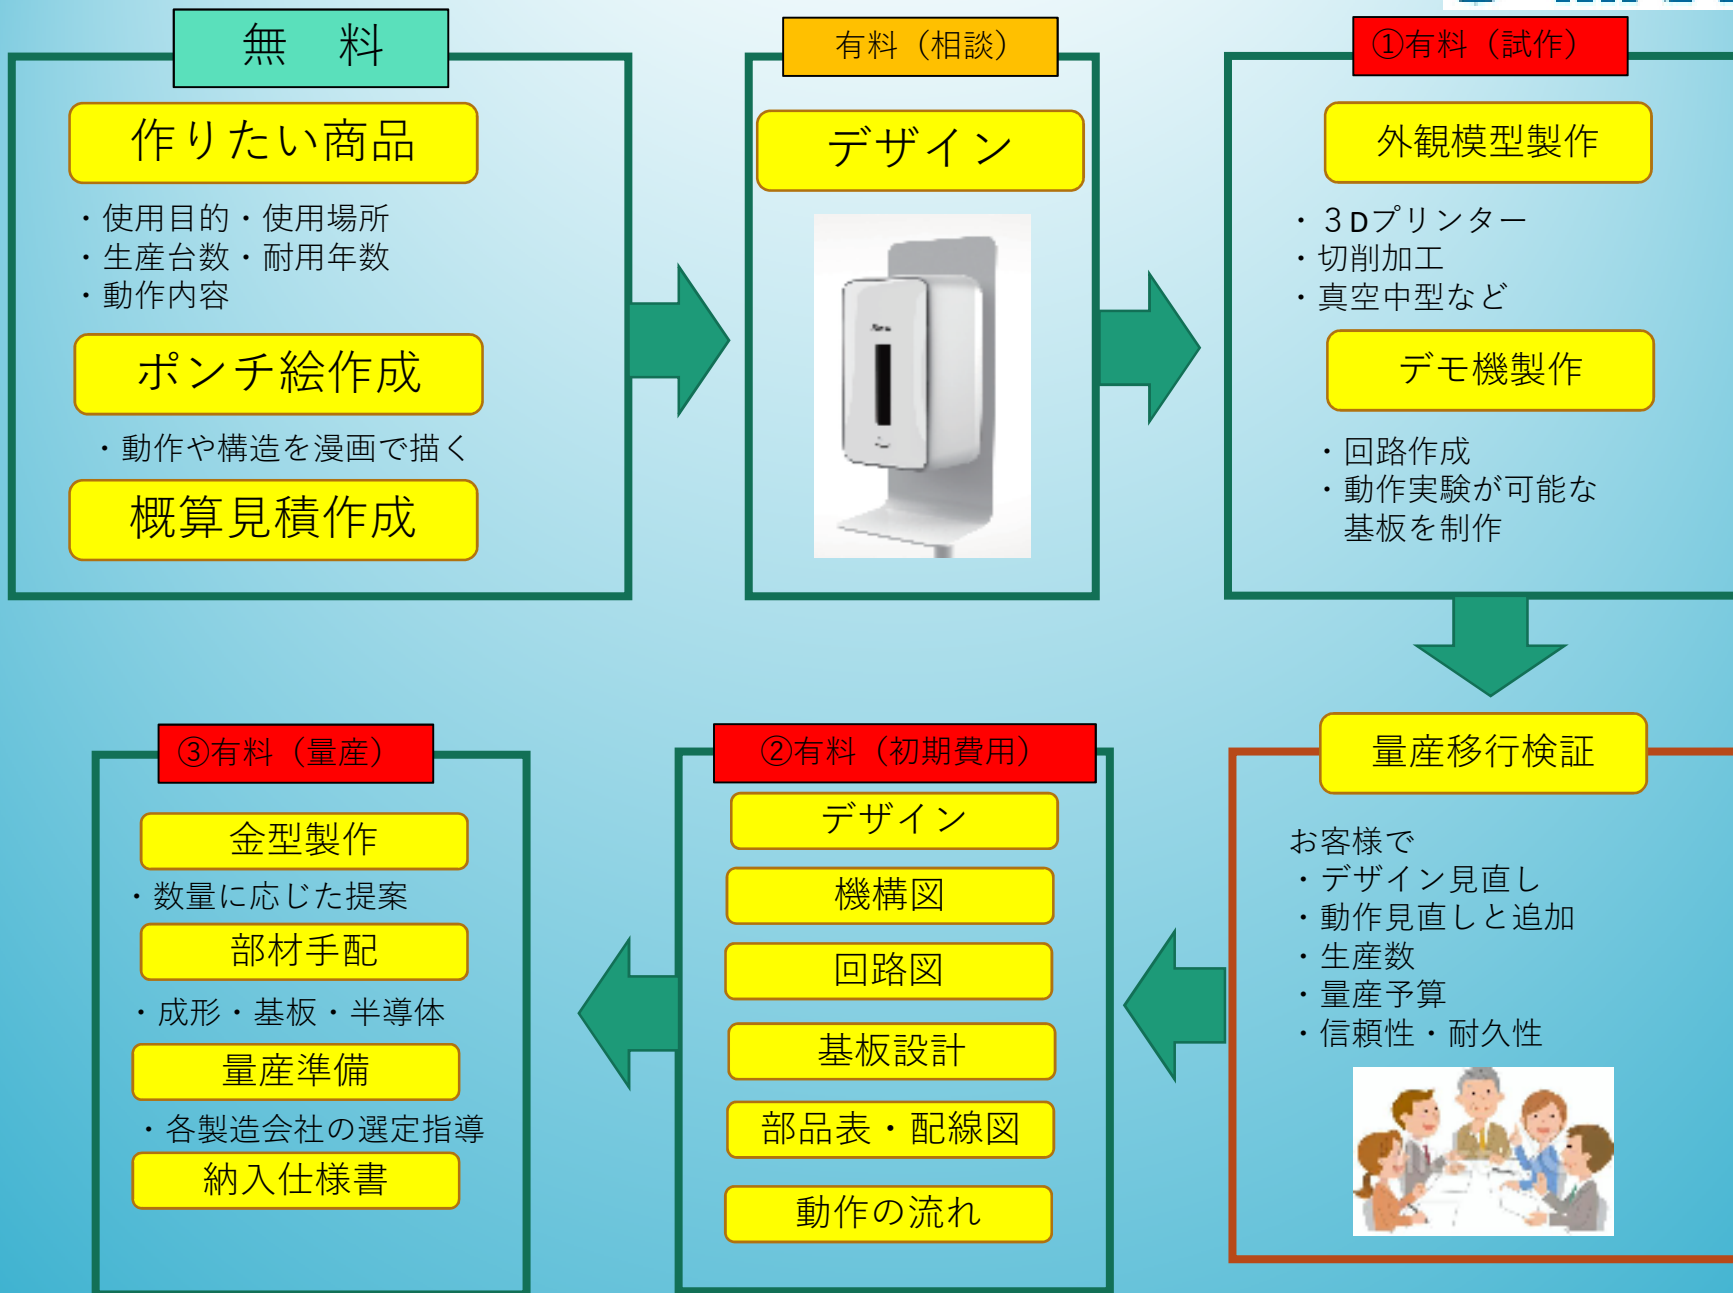 無　料
作りたい商品
・使用目的・使用場所
・生産台数・耐用年数
・動作内容
ポンチ絵作成
・動作や構造を漫画で描く
概算見積作成
有料（相談）
デザイン
①有料（試作）
外観模型製作
・３Dプリンター
・切削加工
・真空中型など
デモ機製作
・回路作成
・動作実験が可能な
基板を制作
量産移行検証
お客様で
・デザイン見直し
・動作見直しと追加
・生産数
・量産予算
・信頼性・耐久性
②有料（初期費用）
デザイン
機構図
回路図
基板設計
部品表・配線図
動作の流れ
③有料（量産）
金型製作
・数量に応じた提案
部材手配
・成形・基板・半導体
量産準備
・各製造会社の選定指導
納入仕様書